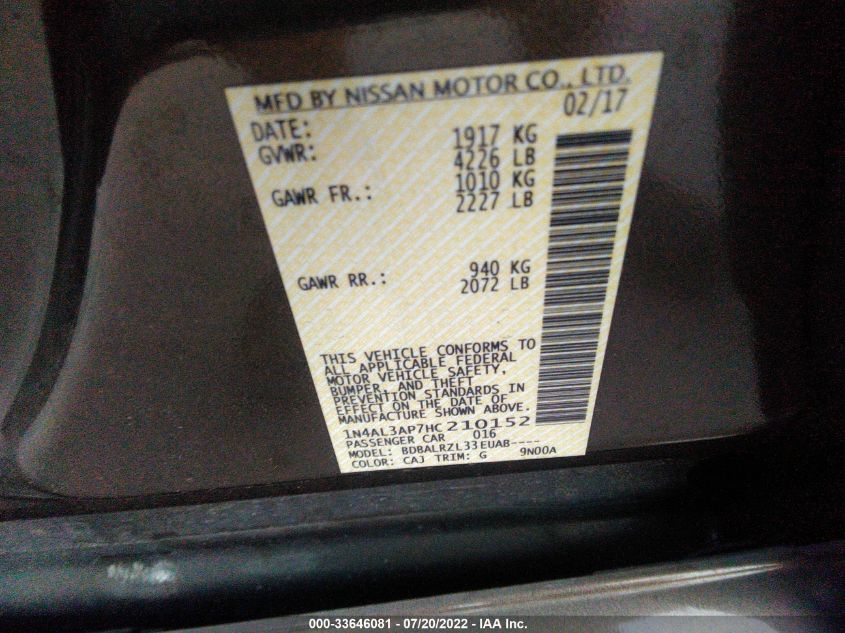 MFD BY NISSAN MOTOR CO., LTD.
DATE: 02/17
GVWR: 1917 KG
4226 LB
GAWR FR.: 1010 KG
2227 LB
GAWR RR.: 940 KG
2072 LB
THIS VEHICLE CONFORMS TO
ALL APPLICABLE FEDERAL
MOTOR VEHICLE SAFETY,
BUMPER, AND THEFT
PREVENTION STANDARDS IN
EFFECT ON THE DATE OF
MANUFACTURE SHOWN ABOVE.
1N4AL3AP7HC210152
PASSENGER CAR 016
MODEL: BDBALRZL33EUAB----
COLOR: CAJ TRIM: G 9N00A
000-33646081 - 07/20/2022 - IAA Inc.